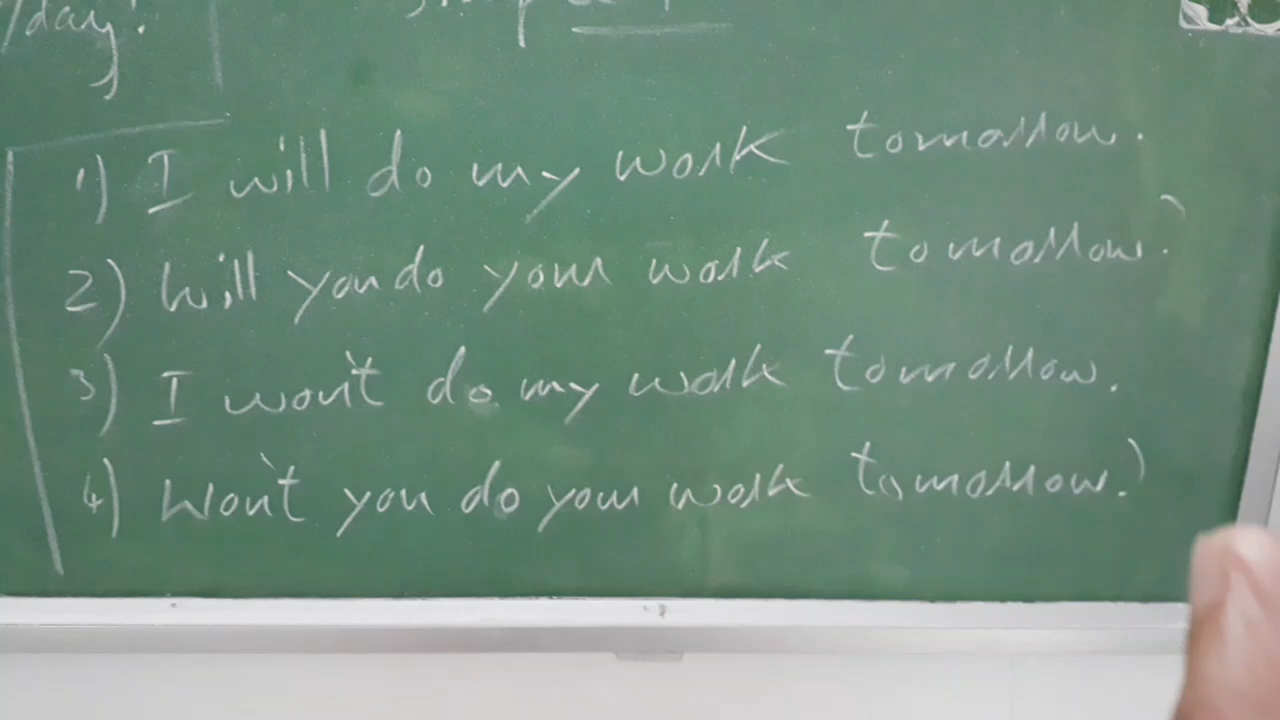 /day!
1) I will do my work tomorrow.
2) Will you do your work tomorrow?
3) I won't do my work tomorrow.
4) Won't you do your work tomorrow?